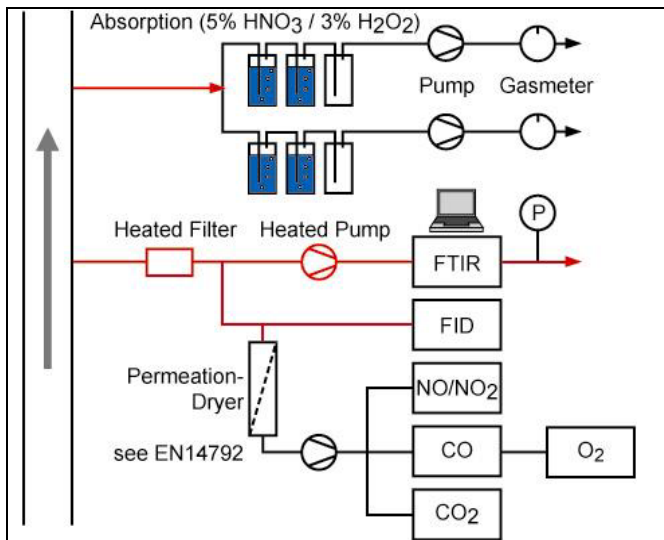 Absorption (5% HNO₃ / 3% H₂O₂)
Pump
Gasmeter
Heated Filter
Heated Pump
P
FTIR
FID
Permeation-
Dryer
NO/NO₂
see EN14792
CO
O₂
CO₂